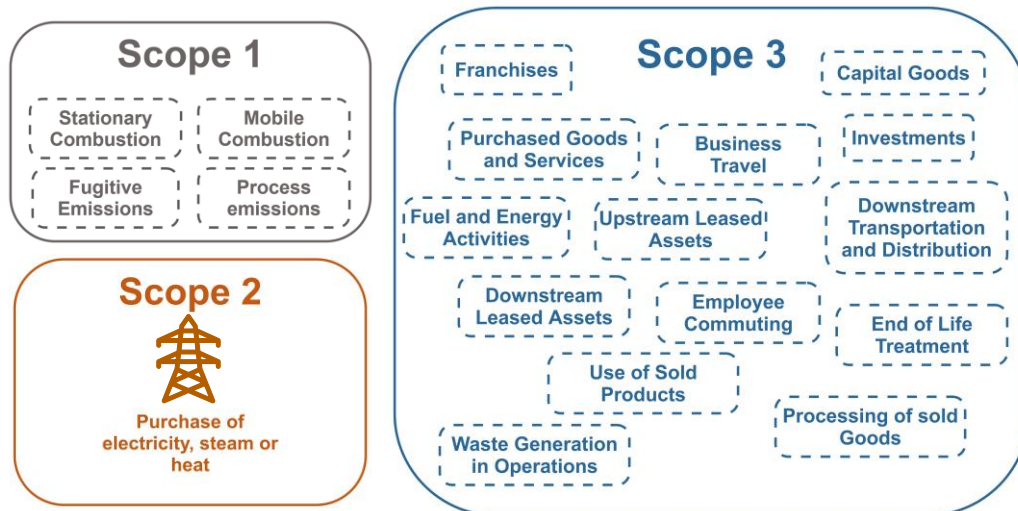 Scope 1
Stationary
Combustion
Mobile
Combustion
Fugitive
Emissions
Process
emissions
Scope 2
Purchase of
electricity, steam or
heat
Scope 3
Franchises
Capital Goods
Purchased Goods
and Services
Business
Travel
Investments
Fuel and Energy
Activities
Upstream Leased
Assets
Downstream
Transportation
and Distribution
Downstream
Leased Assets
Employee
Commuting
End of Life
Treatment
Use of Sold
Products
Processing of sold
Goods
Waste Generation
in Operations